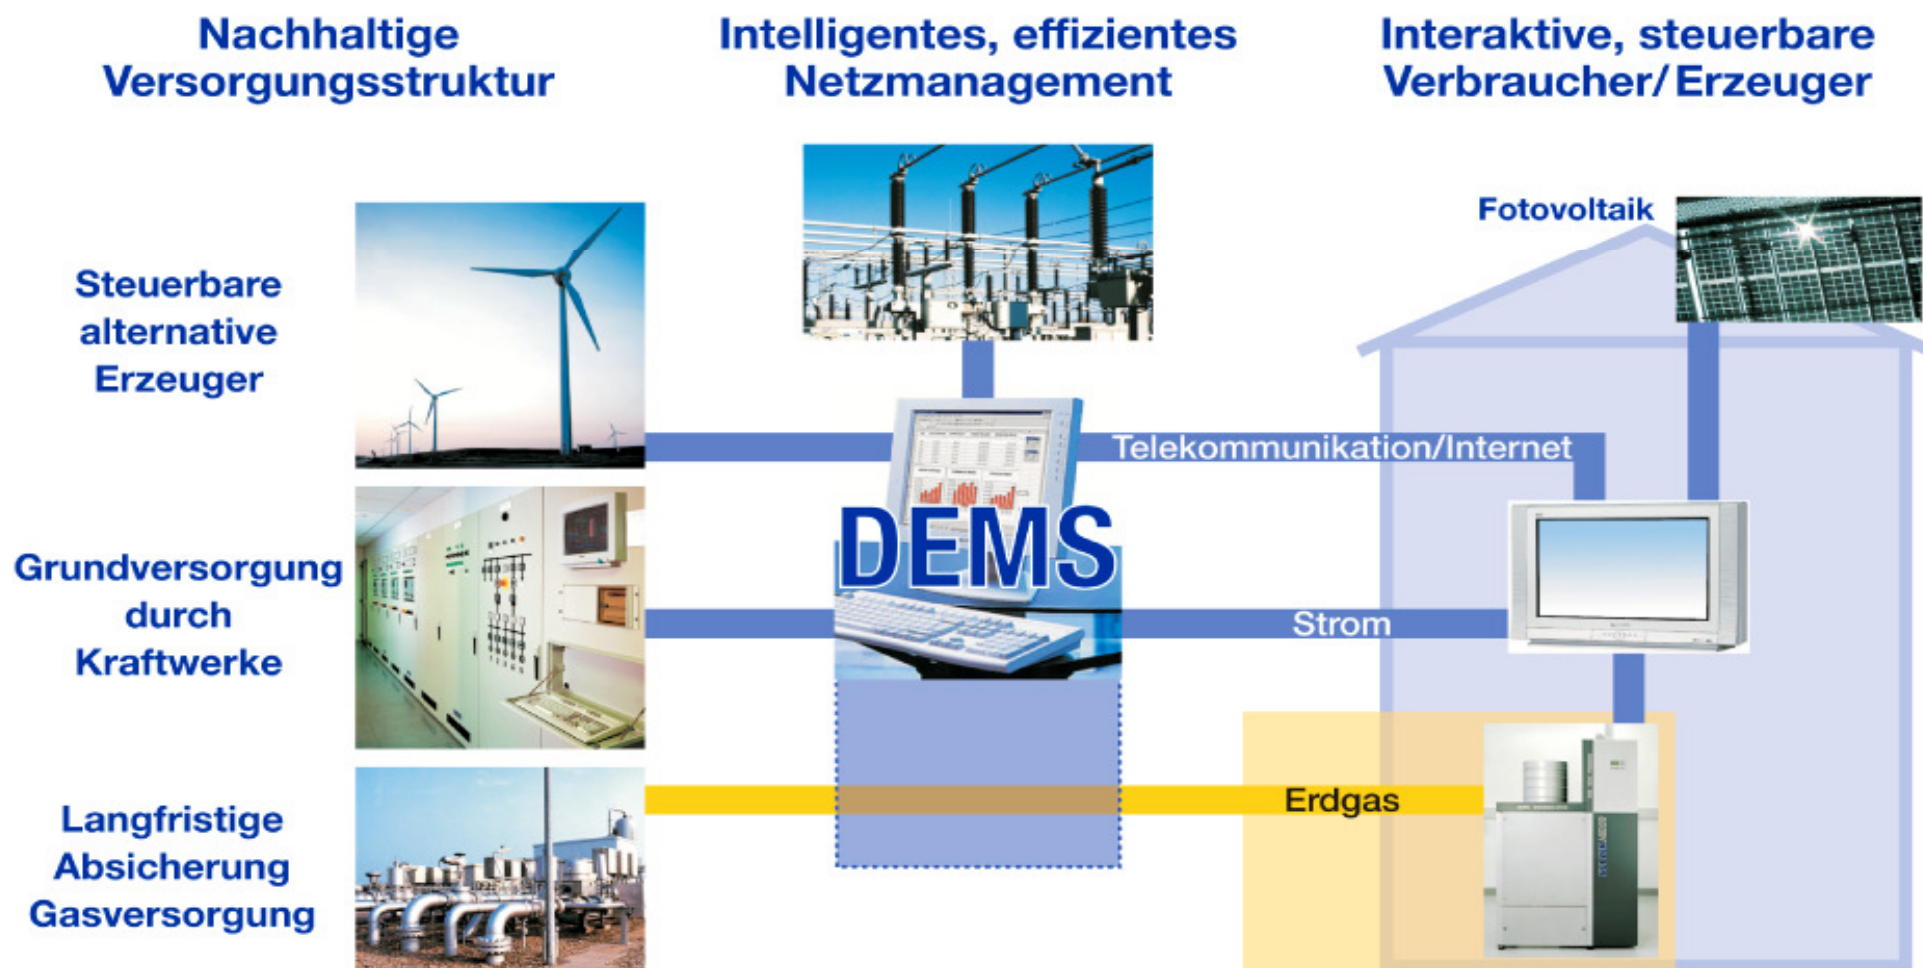 Nachhaltige
Versorgungsstruktur
Intelligentes, effizientes
Netzmanagement
Interaktive, steuerbare
Verbraucher/Erzeuger
Steuerbare
alternative
Erzeuger
Fotovoltaik
Telekommunikation/Internet
DEMS
Grundversorgung
durch
Kraftwerke
Strom
Langfristige
Absicherung
Gasversorgung
Erdgas